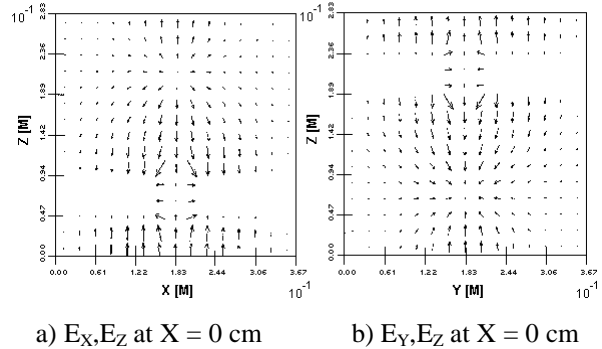 10⁻¹
2.83
2.36
1.89
1.42
0.94
0.47
0.00
Z [M]
0.00 0.61 1.22 1.83 2.44 3.06 3.67
X [M]
10⁻¹
10⁻¹
2.83
2.36
1.89
1.42
0.94
0.47
0.00
Z [M]
0.00 0.61 1.22 1.83 2.44 3.06 3.67
Y [M]
10⁻¹
a) E_X,E_Z at X = 0 cm
b) E_Y,E_Z at X = 0 cm